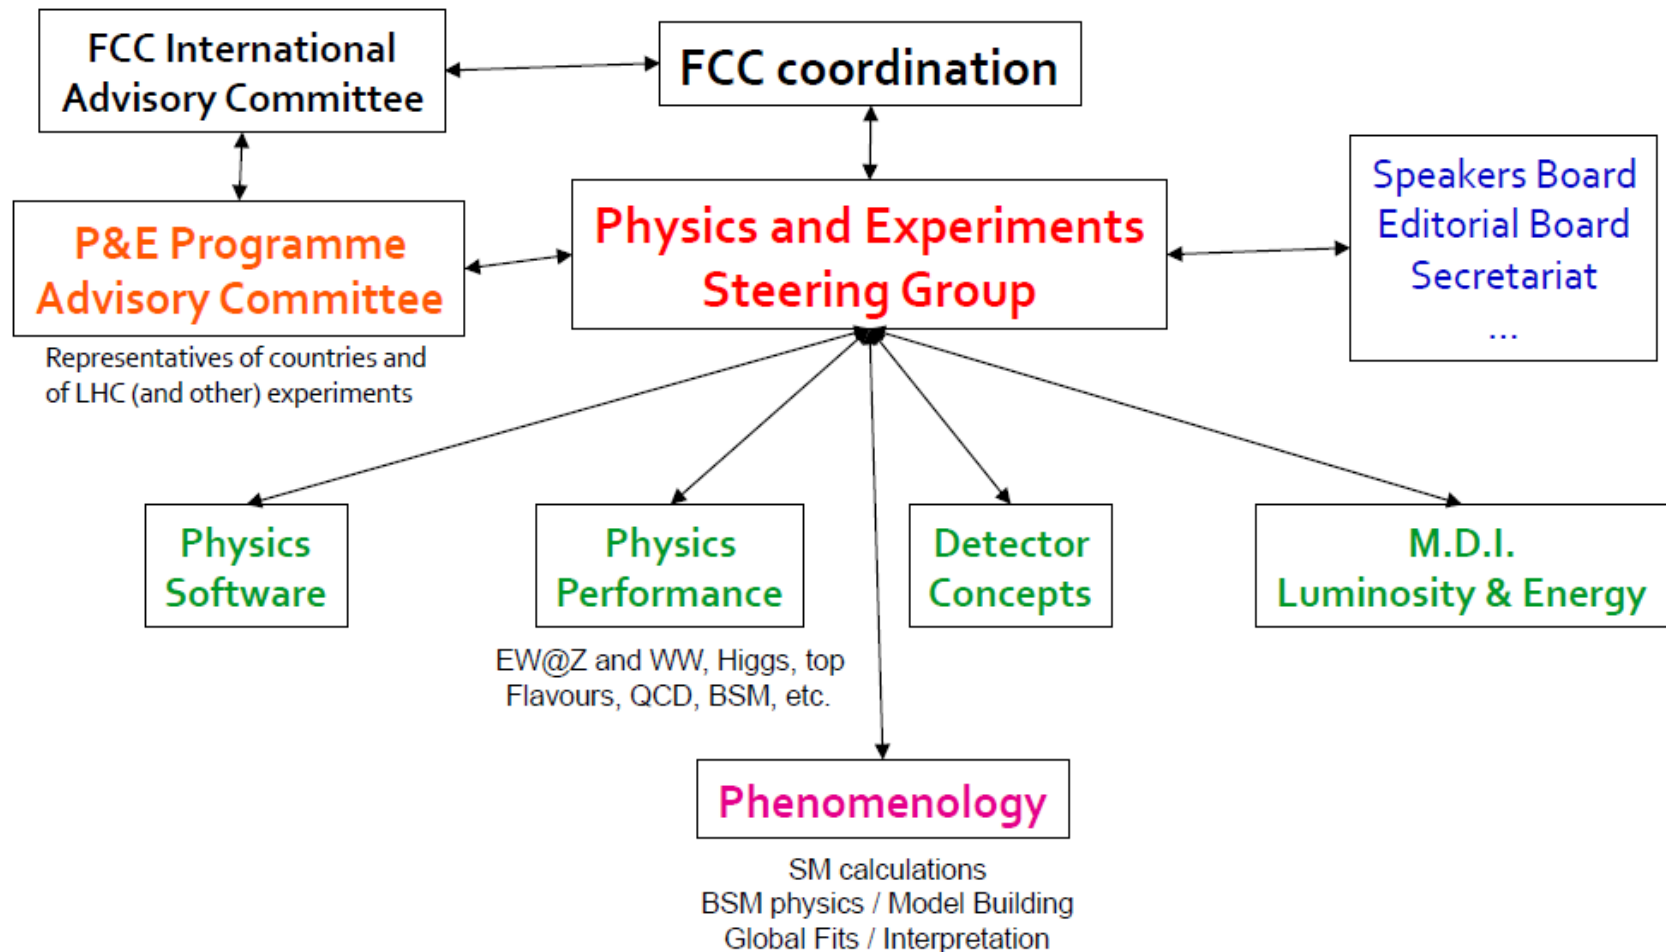 FCC International
Advisory Committee
FCC coordination
Speakers Board
Editorial Board
Secretariat
...
P&E Programme
Advisory Committee
Physics and Experiments
Steering Group
Representatives of countries and
of LHC (and other) experiments
Physics
Software
Physics
Performance
Detector
Concepts
M.D.I.
Luminosity & Energy
EW@Z and WW, Higgs, top
Flavours, QCD, BSM, etc.
Phenomenology
SM calculations
BSM physics / Model Building
Global Fits / Interpretation